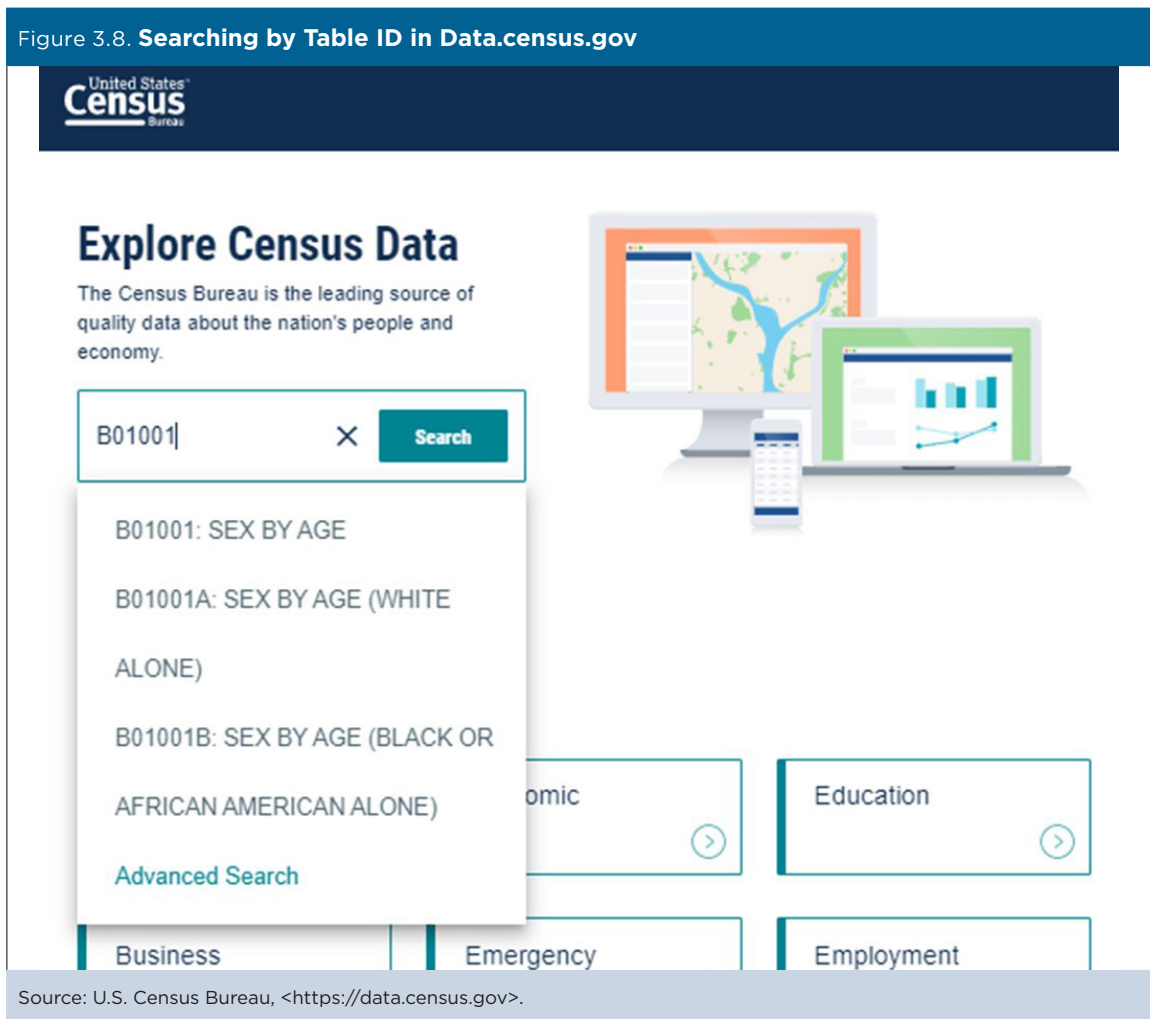 Figure 3.8. Searching by Table ID in Data.census.gov
United States
Census
Bureau
Explore Census Data
The Census Bureau is the leading source of
quality data about the nation's people and
economy.
B01001
Search
B01001: SEX BY AGE
B01001A: SEX BY AGE (WHITE
ALONE)
B01001B: SEX BY AGE (BLACK OR
AFRICAN AMERICAN ALONE)
Advanced Search
omic
Education
Business
Emergency
Employment
Source: U.S. Census Bureau, <https://data.census.gov>.